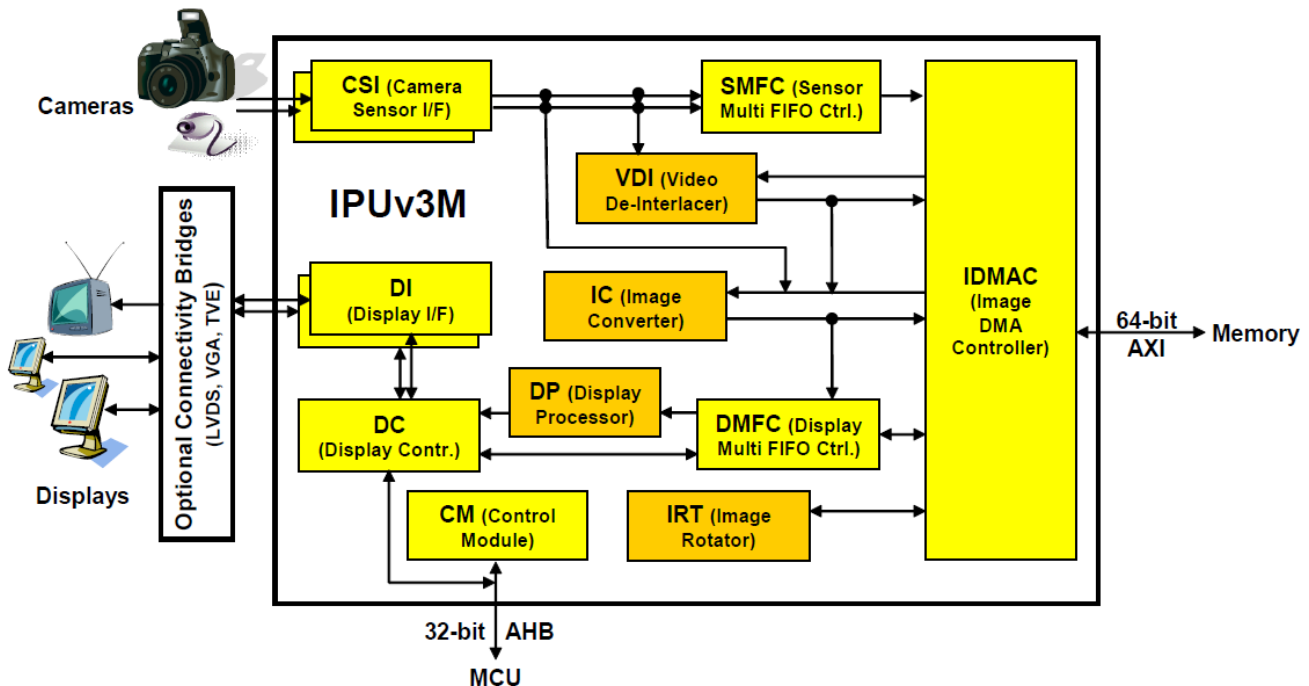 Cameras
CSI (Camera
Sensor I/F)
SMFC (Sensor
Multi FIFO Ctrl.)
VDI (Video
De-Interlacer)
IPUv3M
Optional Connectivity Bridges
(LVDS, VGA, TVE)
DI
(Display I/F)
IC (Image
Converter)
IDMAC
(Image
DMA
Controller)
64-bit
AXI
Memory
DP (Display
Processor)
DC
(Display Contr.)
DMFC (Display
Multi FIFO Ctrl.)
Displays
CM (Control
Module)
IRT (Image
Rotator)
32-bit AHB
MCU